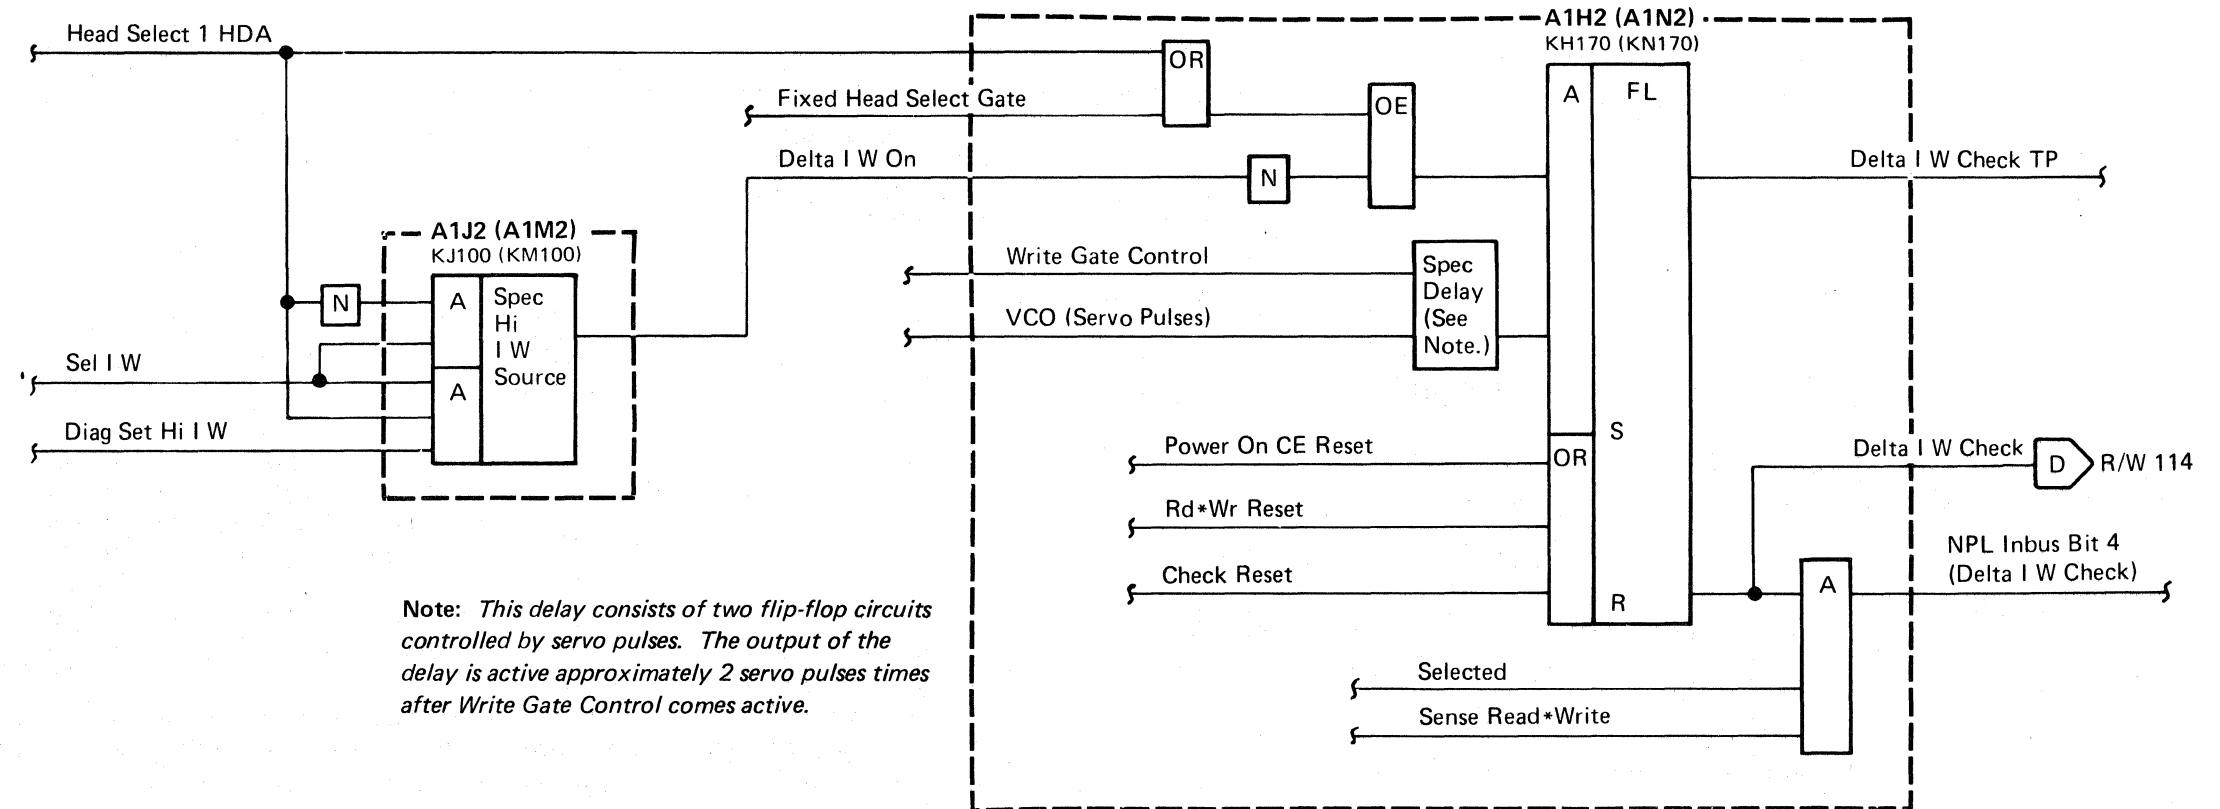 Head Select 1 HDA
A1H2 (A1N2)
KH170 (KN170)
OR
Fixed Head Select Gate
OE
A
FL
Delta I W On
N
Delta I W Check TP
A1J2 (A1M2)
KJ100 (KM100)
N
A
Spec
Hi
I W
Source
A
Sel I W
Diag Set Hi I W
Write Gate Control
VCO (Servo Pulses)
Spec
Delay
(See
Note.)
S
Power On CE Reset
OR
Rd*Wr Reset
Check Reset
R
Delta I W Check
D
R/W 114
NPL Inbus Bit 4
(Delta I W Check)
A
Selected
Sense Read*Write
Note: This delay consists of two flip-flop circuits
controlled by servo pulses. The output of the
delay is active approximately 2 servo pulses times
after Write Gate Control comes active.